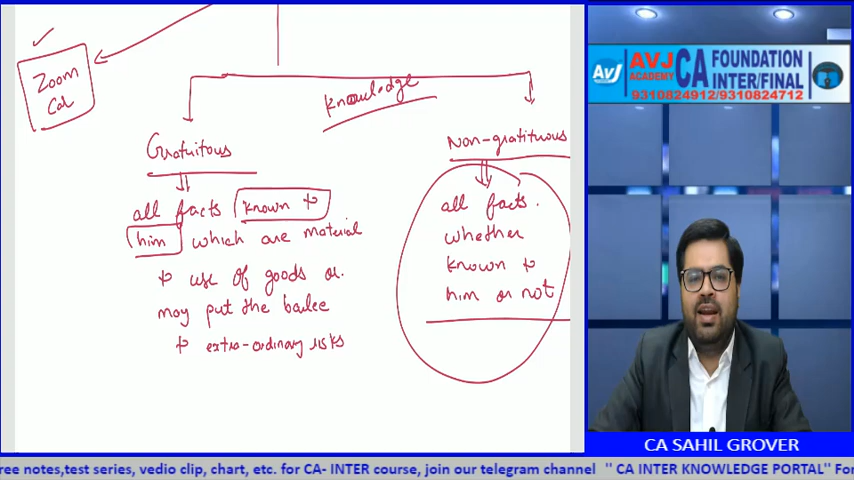 Zoom
Car
knowledge
Gratuitous
all facts known to
him which are material
to use of goods or
may put the bailee
to extra-ordinary risks
Non-gratituous
all facts.
whether
known to
him or not
AVJ
AVJ
ACADEMY
CA
FOUNDATION
INTER/FINAL
9310824912/9310824712
CA SAHIL GROVER
ree notes,test series, vedio clip, chart, etc. for CA- INTER course, join our telegram channel " CA INTER KNOWLEDGE PORTAL" For